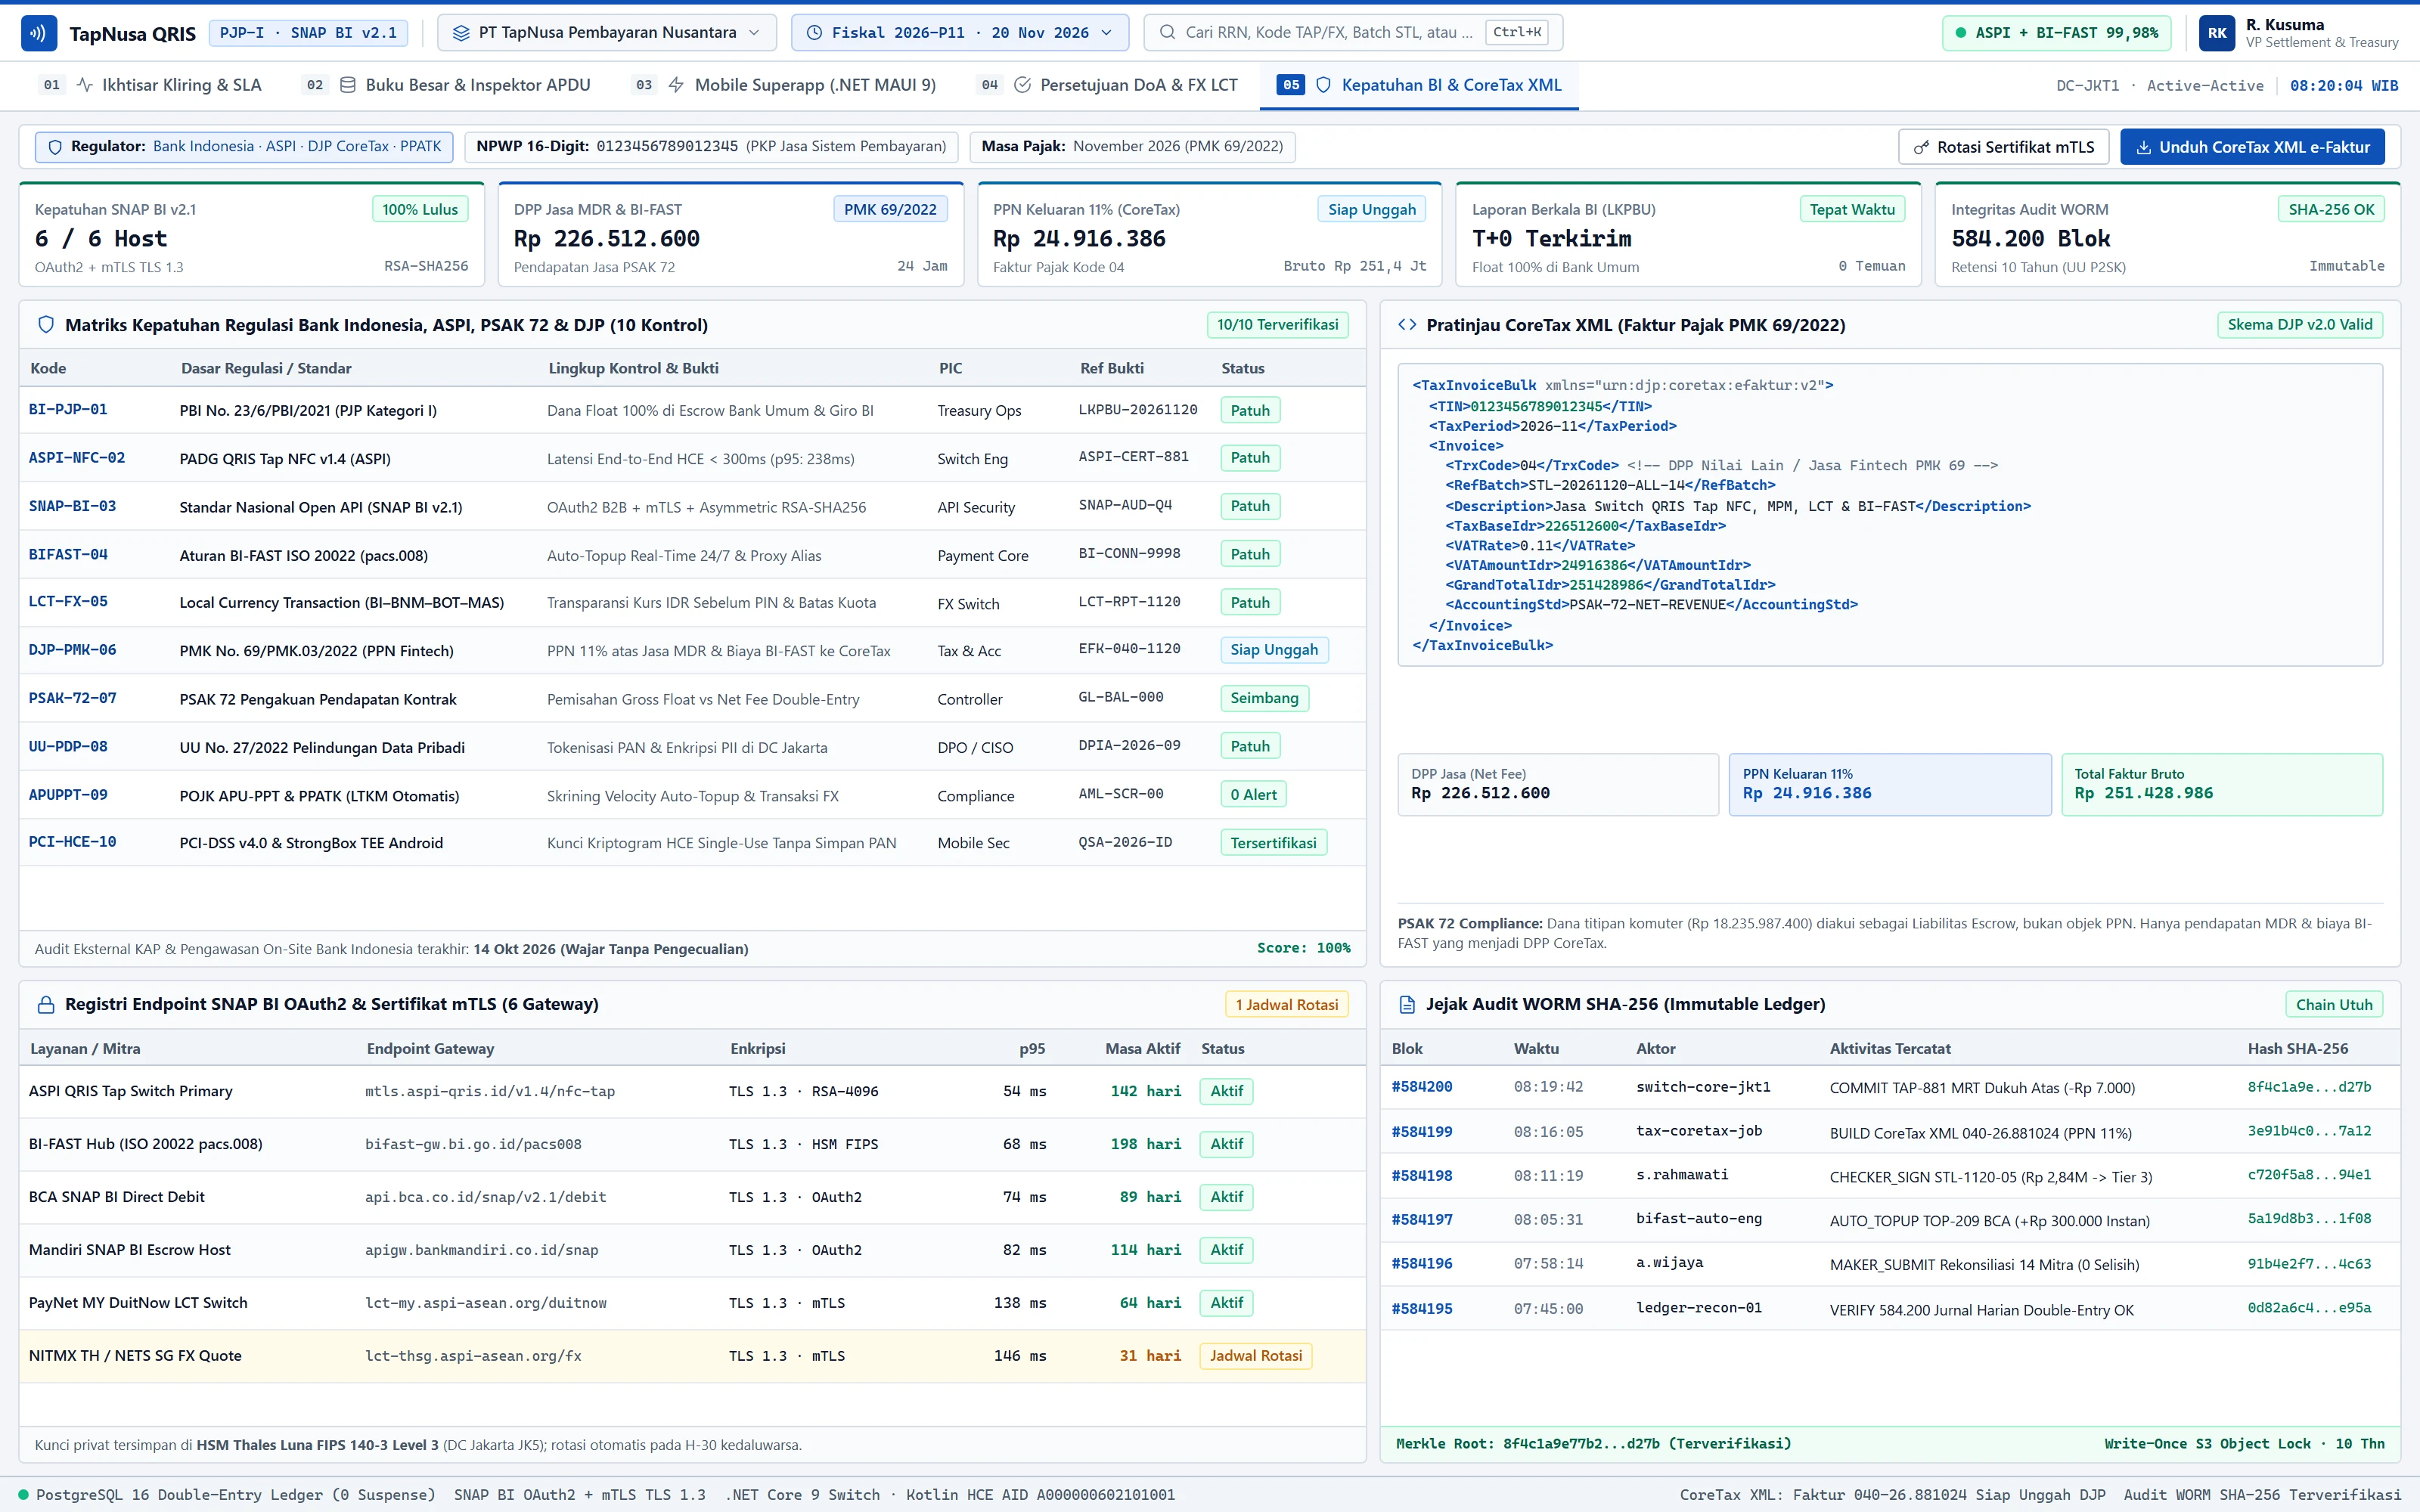 TapNusa QRIS PJP-I · SNAP BI v2.1 PT TapNusa Pembayaran Nusantara Fiskal 2026-P11 · 20 Nov 2026 Cari RRN, Kode TAP/FX, Batch STL, atau ... Ctrl+K ASPI + BI-FAST 99,98% RK R. Kusuma
VP Settlement & Treasury
01 Ikhtisar Kliring & SLA 02 Buku Besar & Inspektor APDU 03 Mobile Superapp (.NET MAUI 9) 04 Persetujuan DoA & FX LCT 05 Kepatuhan BI & CoreTax XML DC-JKT1 · Active-Active 08:20:04 WIB
Regulator: Bank Indonesia · ASPI · DJP CoreTax · PPATK NPWP 16-Digit: 0123456789012345 (PKP Jasa Sistem Pembayaran) Masa Pajak: November 2026 (PMK 69/2022) Rotasi Sertifikat mTLS Unduh CoreTax XML e-Faktur
Kepatuhan SNAP BI v2.1 100% Lulus
6 / 6 Host
OAuth2 + mTLS TLS 1.3 RSA-SHA256
DPP Jasa MDR & BI-FAST PMK 69/2022
Rp 226.512.600
Pendapatan Jasa PSAK 72 24 Jam
PPN Keluaran 11% (CoreTax) Siap Unggah
Rp 24.916.386
Faktur Pajak Kode 04 Bruto Rp 251,4 Jt
Laporan Berkala BI (LKPBU) Tepat Waktu
T+0 Terkirim
Float 100% di Bank Umum 0 Temuan
Integritas Audit WORM SHA-256 OK
584.200 Blok
Retensi 10 Tahun (UU P2SK) Immutable
Matriks Kepatuhan Regulasi Bank Indonesia, ASPI, PSAK 72 & DJP (10 Kontrol) 10/10 Terverifikasi
Kode Dasar Regulasi / Standar Lingkup Kontrol & Bukti PIC Ref Bukti Status
BI-PJP-01 PBI No. 23/6/PBI/2021 (PJP Kategori I) Dana Float 100% di Escrow Bank Umum & Giro BI Treasury Ops LKPBU-20261120 Patuh
ASPI-NFC-02 PADG QRIS Tap NFC v1.4 (ASPI) Latensi End-to-End HCE < 300ms (p95: 238ms) Switch Eng ASPI-CERT-881 Patuh
SNAP-BI-03 Standar Nasional Open API (SNAP BI v2.1) OAuth2 B2B + mTLS + Asymmetric RSA-SHA256 API Security SNAP-AUD-Q4 Patuh
BIFAST-04 Aturan BI-FAST ISO 20022 (pacs.008) Auto-Topup Real-Time 24/7 & Proxy Alias Payment Core BI-CONN-9998 Patuh
LCT-FX-05 Local Currency Transaction (BI–BNM–BOT–MAS) Transparansi Kurs IDR Sebelum PIN & Batas Kuota FX Switch LCT-RPT-1120 Patuh
DJP-PMK-06 PMK No. 69/PMK.03/2022 (PPN Fintech) PPN 11% atas Jasa MDR & Biaya BI-FAST ke CoreTax Tax & Acc EFK-040-1120 Siap Unggah
PSAK-72-07 PSAK 72 Pengakuan Pendapatan Kontrak Pemisahan Gross Float vs Net Fee Double-Entry Controller GL-BAL-000 Seimbang
UU-PDP-08 UU No. 27/2022 Pelindungan Data Pribadi Tokenisasi PAN & Enkripsi PII di DC Jakarta DPO / CISO DPIA-2026-09 Patuh
APUPPT-09 POJK APU-PPT & PPATK (LTKM Otomatis) Skrining Velocity Auto-Topup & Transaksi FX Compliance AML-SCR-00 0 Alert
PCI-HCE-10 PCI-DSS v4.0 & StrongBox TEE Android Kunci Kriptogram HCE Single-Use Tanpa Simpan PAN Mobile Sec QSA-2026-ID Tersertifikasi
Audit Eksternal KAP & Pengawasan On-Site Bank Indonesia terakhir: 14 Okt 2026 (Wajar Tanpa Pengecualian) Score: 100%
Pratinjau CoreTax XML (Faktur Pajak PMK 69/2022) Skema DJP v2.0 Valid
<TaxInvoiceBulk xmlns="urn:djp:coretax:efaktur:v2">
<TIN>0123456789012345</TIN>
<TaxPeriod>2026-11</TaxPeriod>
<Invoice>
<TrxCode>04</TrxCode> <!-- DPP Nilai Lain / Jasa Fintech PMK 69 -->
<RefBatch>STL-20261120-ALL-14</RefBatch>
<Description>Jasa Switch QRIS Tap NFC, MPM, LCT & BI-FAST</Description>
<TaxBaseIdr>226512600</TaxBaseIdr>
<VATRate>0.11</VATRate>
<VATAmountIdr>24916386</VATAmountIdr>
<GrandTotalIdr>251428986</GrandTotalIdr>
<AccountingStd>PSAK-72-NET-REVENUE</AccountingStd>
</Invoice>
</TaxInvoiceBulk>
DPP Jasa (Net Fee) PPN Keluaran 11% Total Faktur Bruto
Rp 226.512.600 Rp 24.916.386 Rp 251.428.986
PSAK 72 Compliance: Dana titipan komuter (Rp 18.235.987.400) diakui sebagai Liabilitas Escrow, bukan objek PPN. Hanya pendapatan MDR & biaya BI-
FAST yang menjadi DPP CoreTax.
Registri Endpoint SNAP BI OAuth2 & Sertifikat mTLS (6 Gateway) 1 Jadwal Rotasi
Layanan / Mitra Endpoint Gateway Enkripsi p95 Masa Aktif Status
ASPI QRIS Tap Switch Primary mtls.aspi-qris.id/v1.4/nfc-tap TLS 1.3 · RSA-4096 54 ms 142 hari Aktif
BI-FAST Hub (ISO 20022 pacs.008) bifast-gw.bi.go.id/pacs008 TLS 1.3 · HSM FIPS 68 ms 198 hari Aktif
BCA SNAP BI Direct Debit api.bca.co.id/snap/v2.1/debit TLS 1.3 · OAuth2 74 ms 89 hari Aktif
Mandiri SNAP BI Escrow Host apigw.bankmandiri.co.id/snap TLS 1.3 · OAuth2 82 ms 114 hari Aktif
PayNet MY DuitNow LCT Switch lct-my.aspi-asean.org/duitnow TLS 1.3 · mTLS 138 ms 64 hari Aktif
NITMX TH / NETS SG FX Quote lct-thsg.aspi-asean.org/fx TLS 1.3 · mTLS 146 ms 31 hari Jadwal Rotasi
Kunci privat tersimpan di HSM Thales Luna FIPS 140-3 Level 3 (DC Jakarta JK5); rotasi otomatis pada H-30 kedaluwarsa.
Jejak Audit WORM SHA-256 (Immutable Ledger) Chain Utuh
Blok Waktu Aktor Aktivitas Tercatat Hash SHA-256
#584200 08:19:42 switch-core-jkt1 COMMIT TAP-881 MRT Dukuh Atas (-Rp 7.000) 8f4c1a9e...d27b
#584199 08:16:05 tax-coretax-job BUILD CoreTax XML 040-26.881024 (PPN 11%) 3e91b4c0...7a12
#584198 08:11:19 s.rahmawati CHECKER_SIGN STL-1120-05 (Rp 2,84M -> Tier 3) c720f5a8...94e1
#584197 08:05:31 bifast-auto-eng AUTO_TOPUP TOP-209 BCA (+Rp 300.000 Instan) 5a19d8b3...1f08
#584196 07:58:14 a.wijaya MAKER_SUBMIT Rekonsiliasi 14 Mitra (0 Selisih) 91b4e2f7...4c63
#584195 07:45:00 ledger-recon-01 VERIFY 584.200 Jurnal Harian Double-Entry OK 0d82a6c4...e95a
Merkle Root: 8f4c1a9e77b2...d27b (Terverifikasi) Write-Once S3 Object Lock · 10 Thn
PostgreSQL 16 Double-Entry Ledger (0 Suspense) SNAP BI OAuth2 + mTLS TLS 1.3 .NET Core 9 Switch · Kotlin HCE AID A000000602101001 CoreTax XML: Faktur 040-26.881024 Siap Unggah DJP Audit WORM SHA-256 Terverifikasi